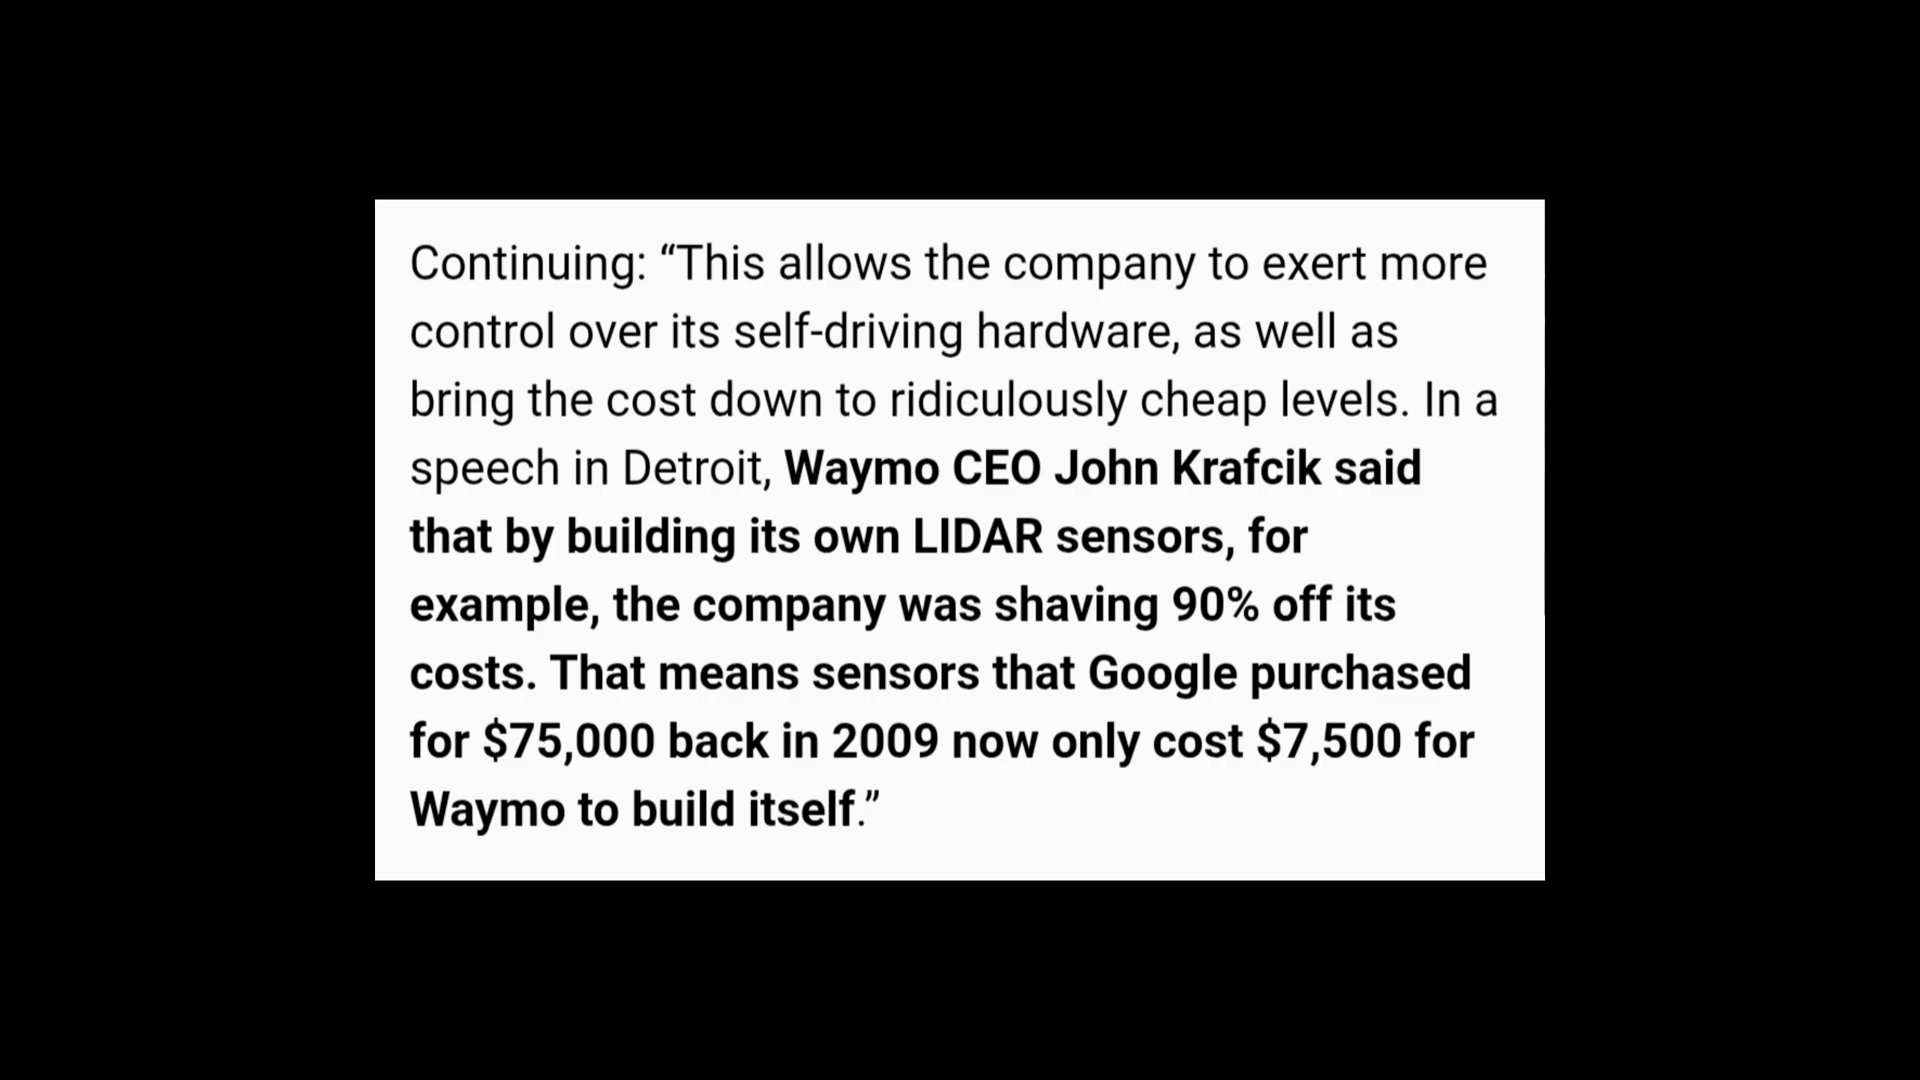 Continuing: “This allows the company to exert more
control over its self-driving hardware, as well as
bring the cost down to ridiculously cheap levels. In a
speech in Detroit, Waymo CEO John Krafcik said
that by building its own LIDAR sensors, for
example, the company was shaving 90% off its
costs. That means sensors that Google purchased
for $75,000 back in 2009 now only cost $7,500 for
Waymo to build itself.”